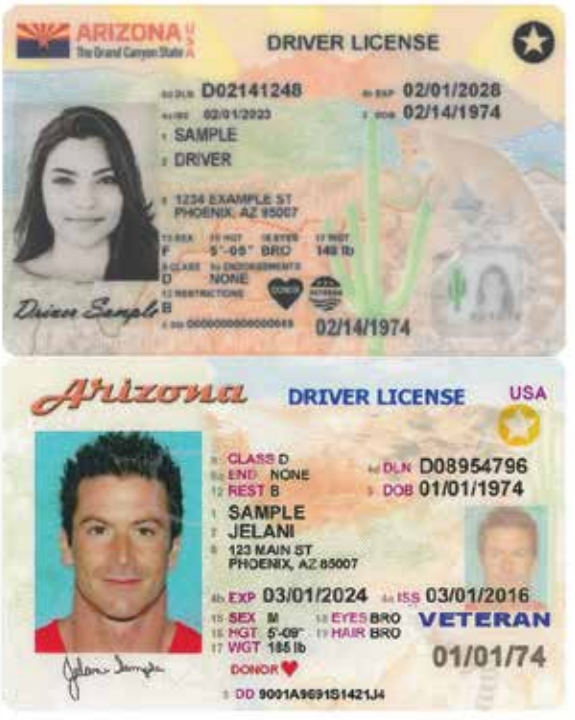 ARIZONA USA
The Grand Canyon State
DRIVER LICENSE
4d DLN D02141248
4b EXP 02/01/2028
4a ISS 02/01/2023
3 DOB 02/14/1974
1 SAMPLE
2 DRIVER
8 1234 EXAMPLE ST
PHOENIX, AZ 85007
15 SEX 16 HGT 18 EYES 17 WGT
F 5'-05" BRO 148 lb
9 CLASS 9a ENDORSEMENTS
D NONE
12 RESTRICTIONS
B
DONOR
VETERAN
Driver Sample
02/14/1974
Arizona
DRIVER LICENSE
USA
9 CLASS D
9a END NONE
12 REST B
4d DLN D08954796
3 DOB 01/01/1974
1 SAMPLE
2 JELANI
8 123 MAIN ST
PHOENIX, AZ 85007
4b EXP 03/01/2024
4a ISS 03/01/2016
15 SEX M 18 EYES BRO
16 HGT 5'-09" 19 HAIR BRO
17 WGT 185 lb
VETERAN
DONOR
01/01/74
Jelani Sample
5 DD 9001A9691S1421J4